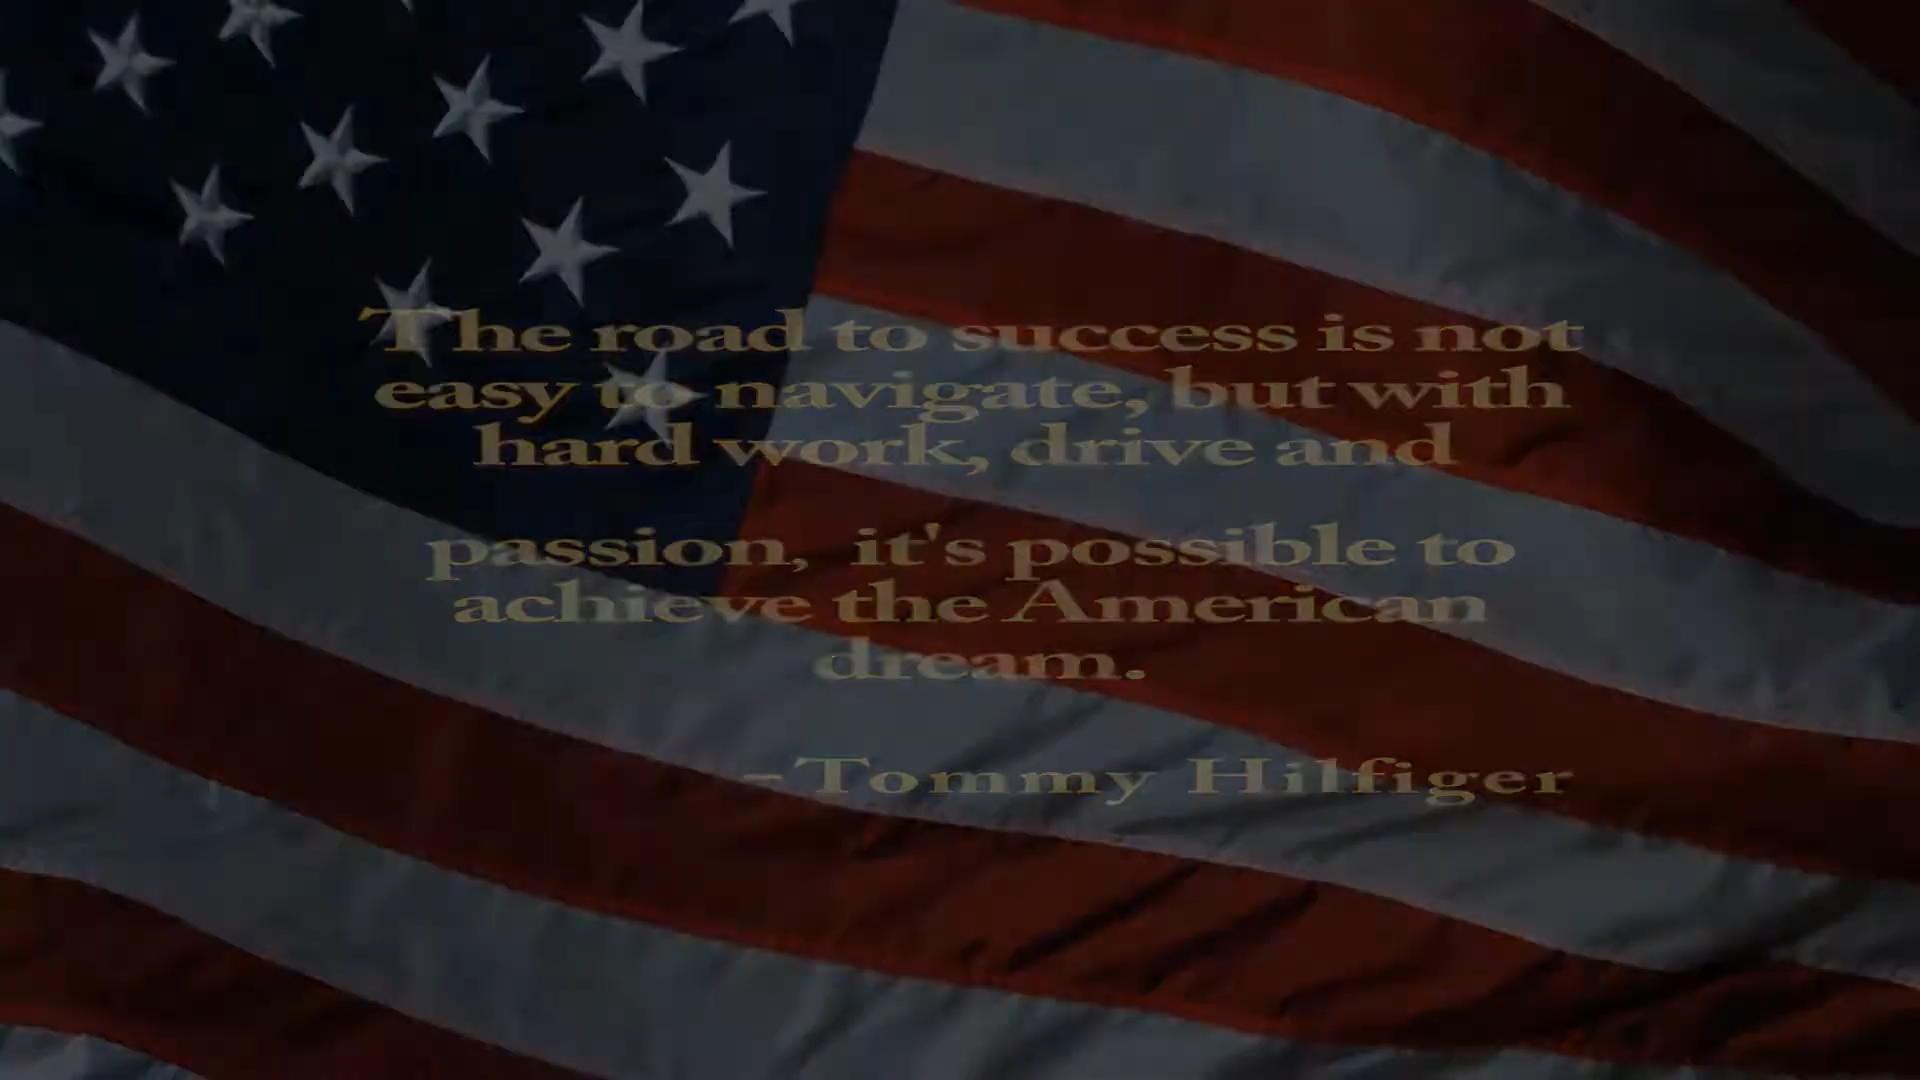 The road to success is not
easy to navigate, but with
hard work, drive and
passion, it's possible to
achieve the American
dream.
-Tommy Hilfiger